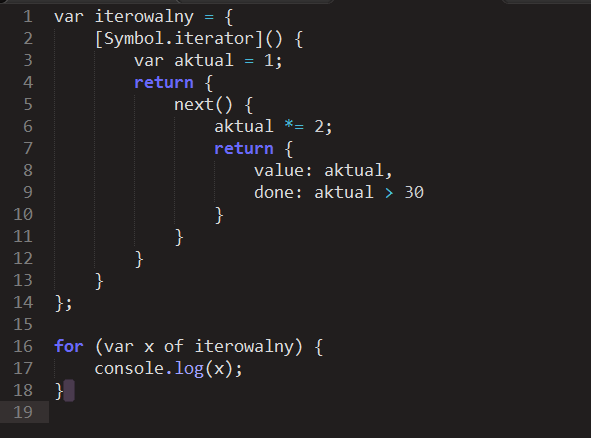 1 var iterowalny = {
2     [Symbol.iterator]() {
3         var aktual = 1;
4         return {
5             next() {
6                 aktual *= 2;
7                 return {
8                     value: aktual,
9                     done: aktual > 30
10                 }
11             }
12         }
13     }
14 };
15
16 for (var x of iterowalny) {
17     console.log(x);
18 }
19